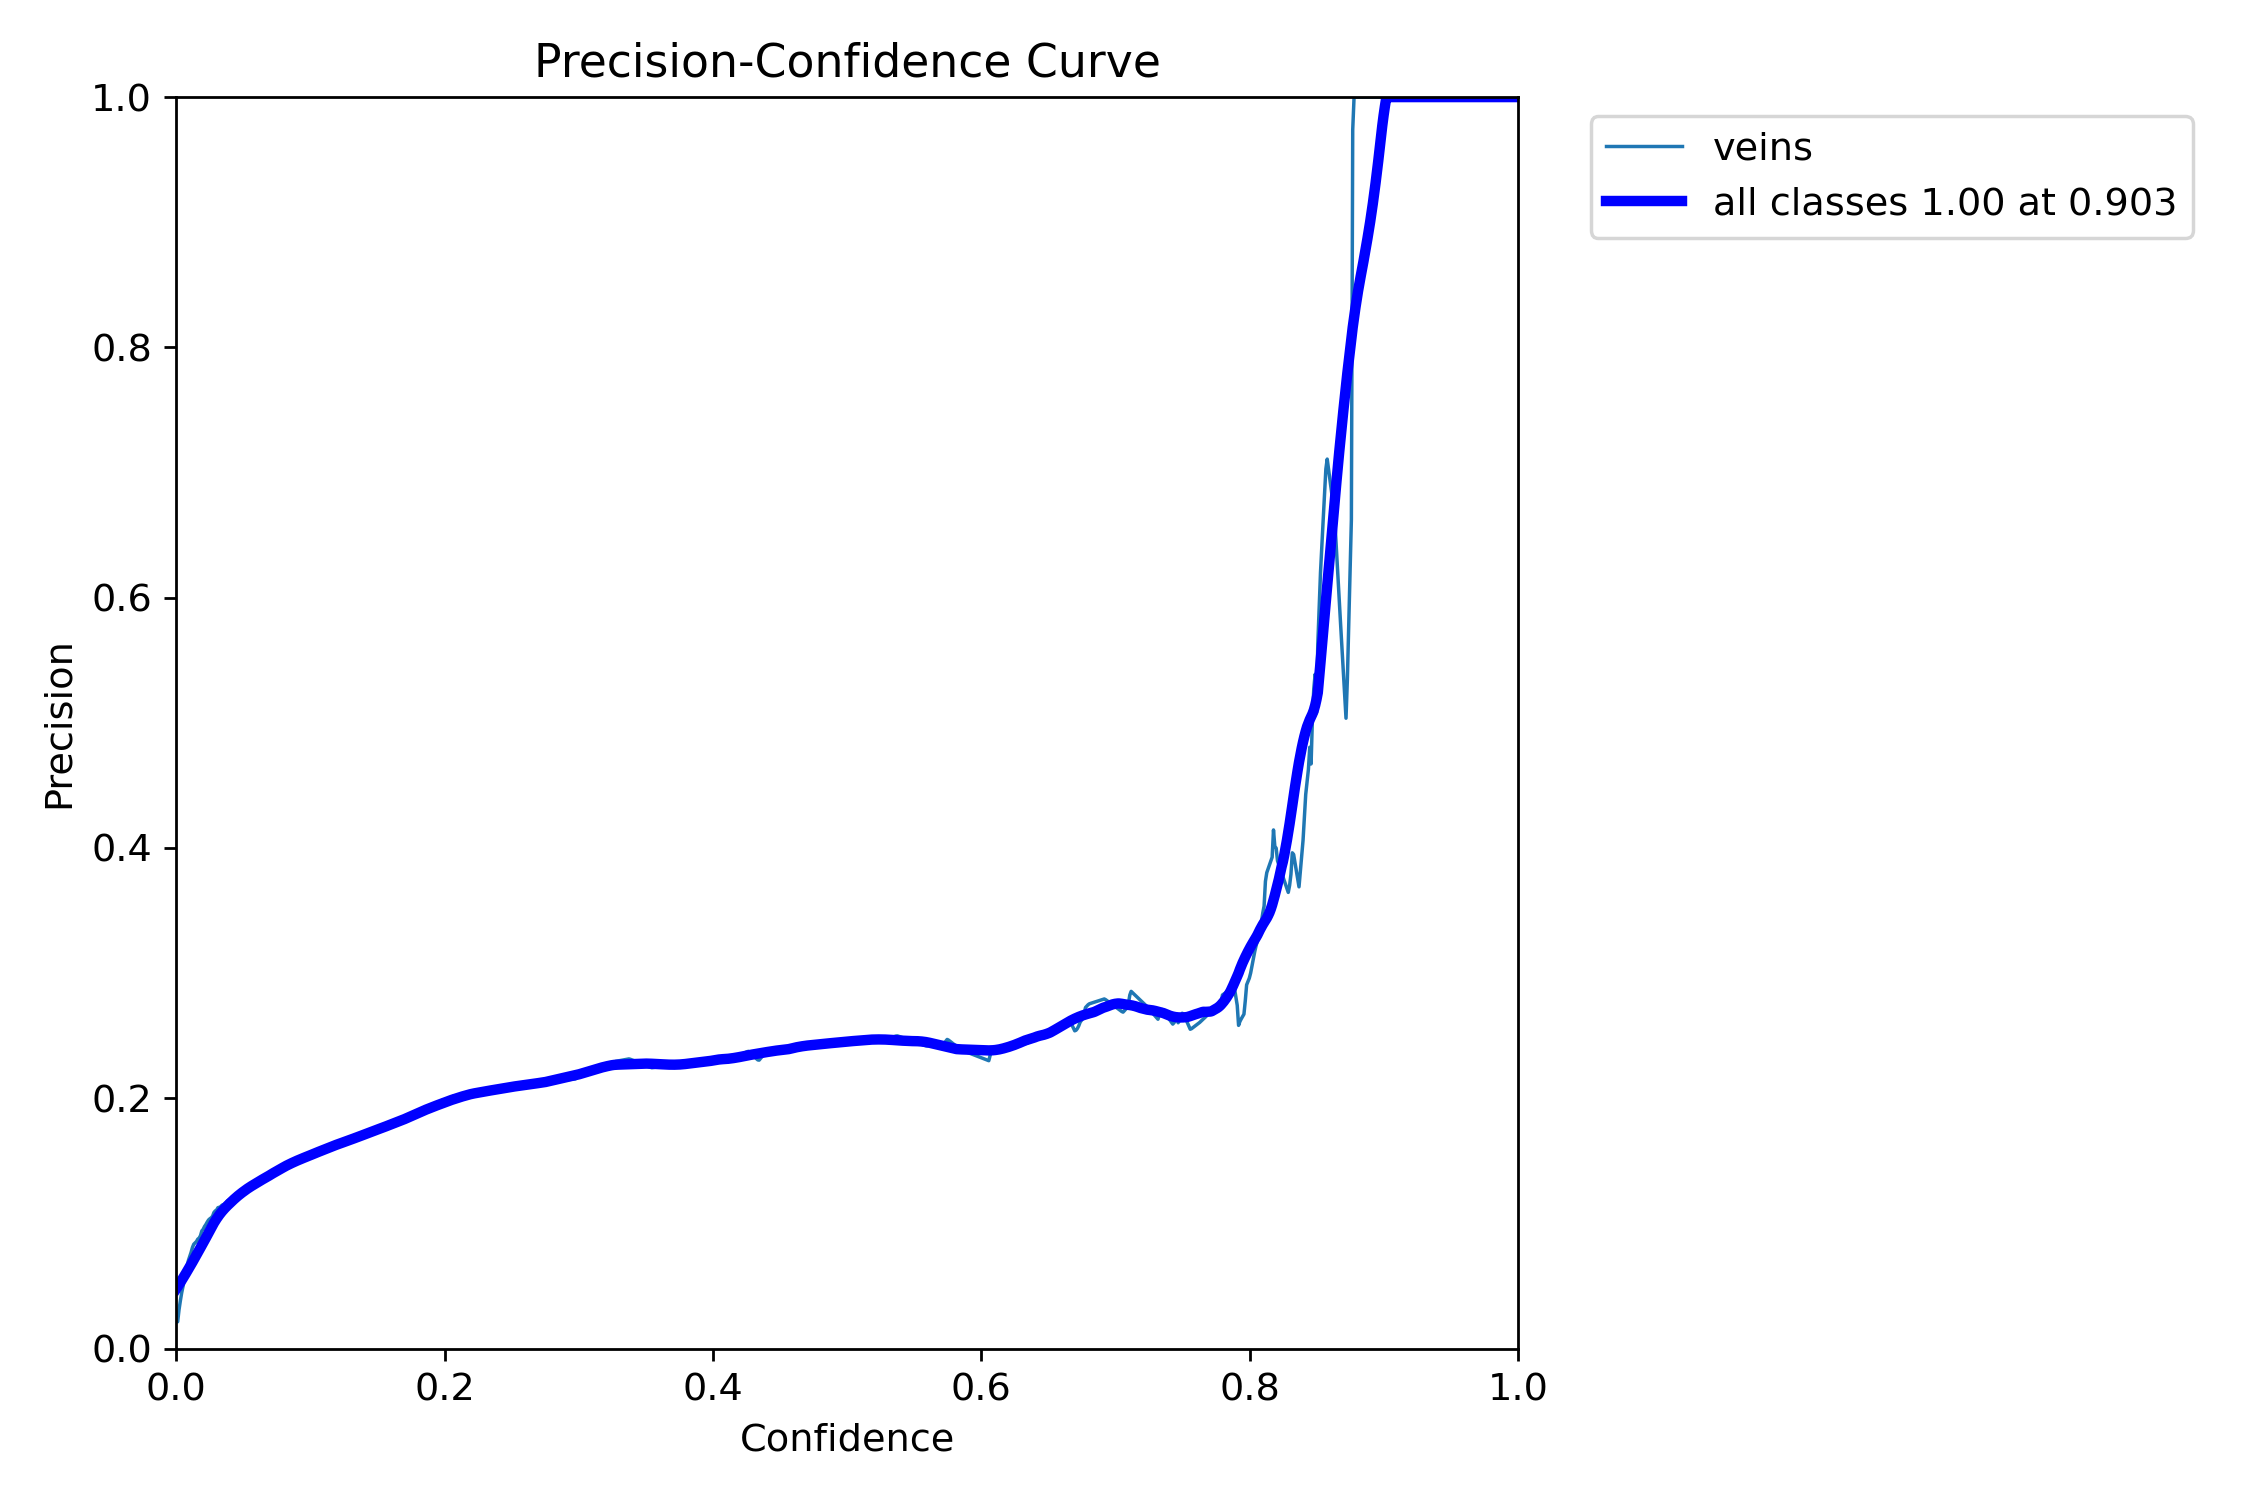 Precision-Confidence Curve
1.0
0.8
0.6
0.4
0.2
0.0
Precision
0.0 0.2 0.4 0.6 0.8 1.0
Confidence
veins
all classes 1.00 at 0.903